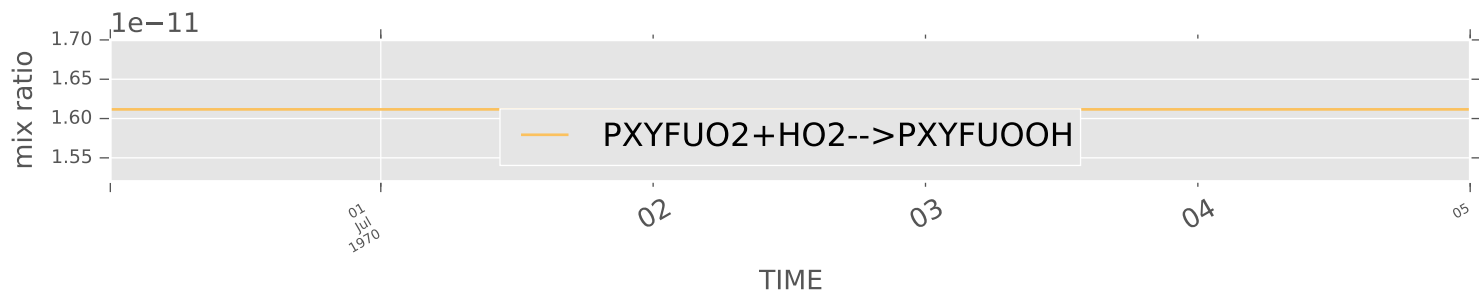 1e−11
1.70
1.65
1.60
1.55
mix ratio
PXYFUO2+HO2-->PXYFUOOH
01
Jul
1970
02
03
04
05
TIME